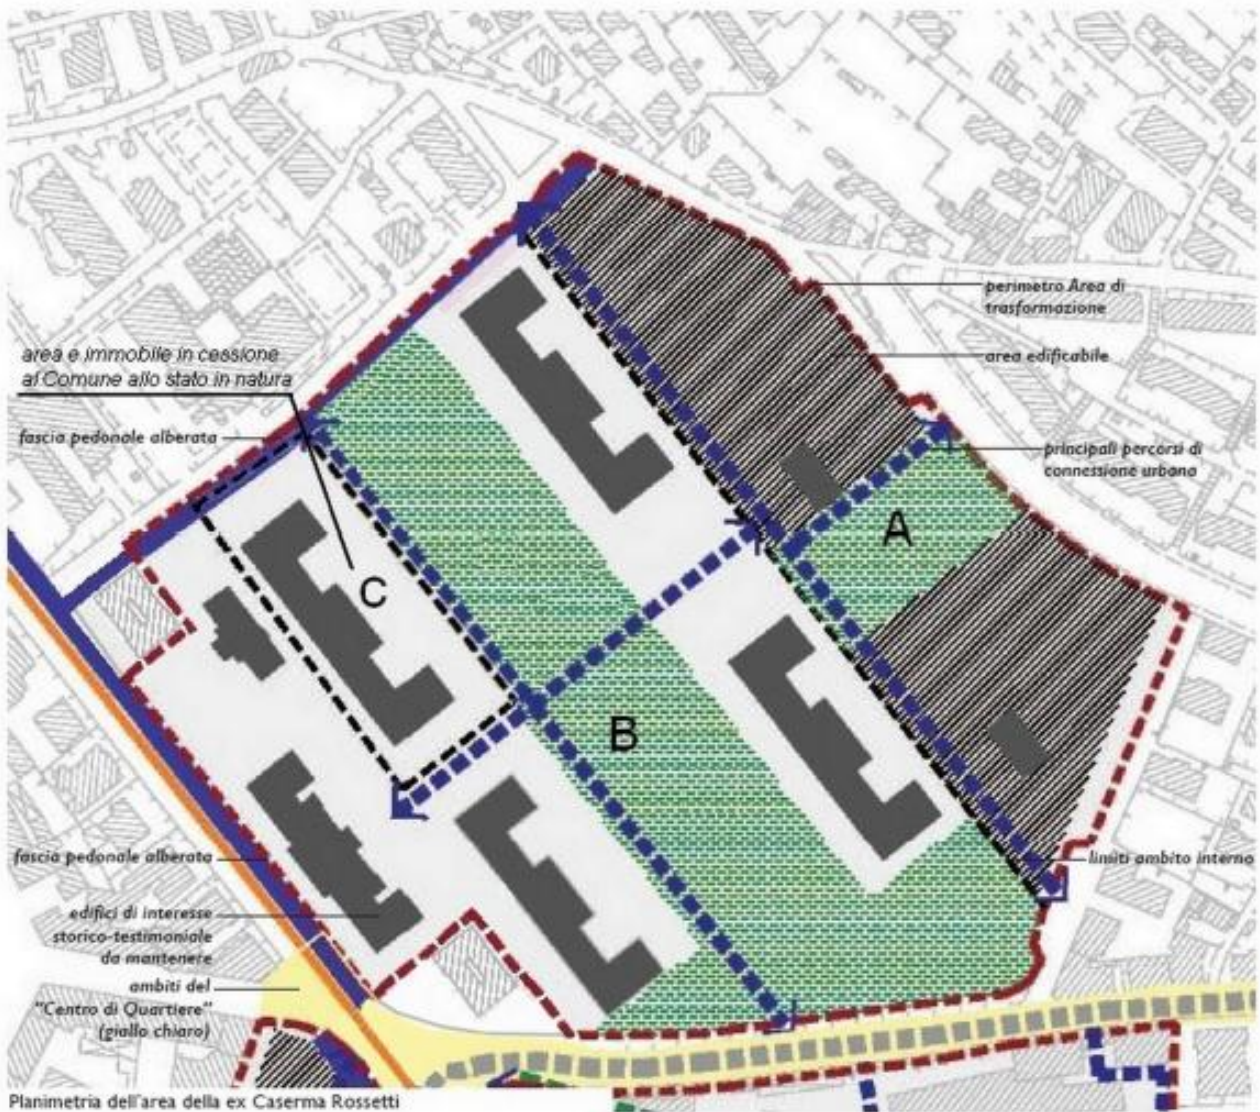 perimetro Area di
trasformazione
area edificabile
area e immobile in cessione
al Comune allo stato in natura
fascia pedonale alberata
principali percorsi di
connessione urbana
A
C
B
fascia pedonale alberata
limiti ambito interno
edifici di interesse
storico-testimoniale
da mantenere
ambiti del
"Centro di Quartiere"
(giallo chiaro)
Planimetria dell'area della ex Caserma Rossetti